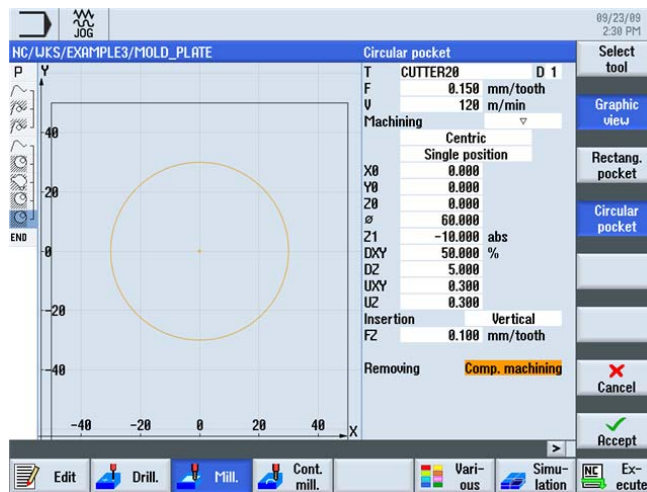 JOG
09/23/09
2:30 PM
NC/WKS/EXAMPLE3/MOLD_PLATE
Circular pocket
Select
tool
P
Y
T CUTTER20 D 1
F 0.150 mm/tooth
V 120 m/min
Machining ▽
Graphic
view
Centric
Single position
Rectang.
pocket
X0 0.000
Y0 0.000
Z0 0.000
ø 60.000
Z1 -10.000 abs
DXY 50.000 %
DZ 5.000
UXY 0.300
UZ 0.300
Circular
pocket
Insertion Vertical
FZ 0.100 mm/tooth
Removing Comp. machining
END
40
20
0
-20
-40
-40 -20 0 20 40 X
Cancel
Accept
>
Edit
Drill.
Mill.
Cont.
mill.
Vari-
ous
Simu-
lation
NC
Ex-
ecute